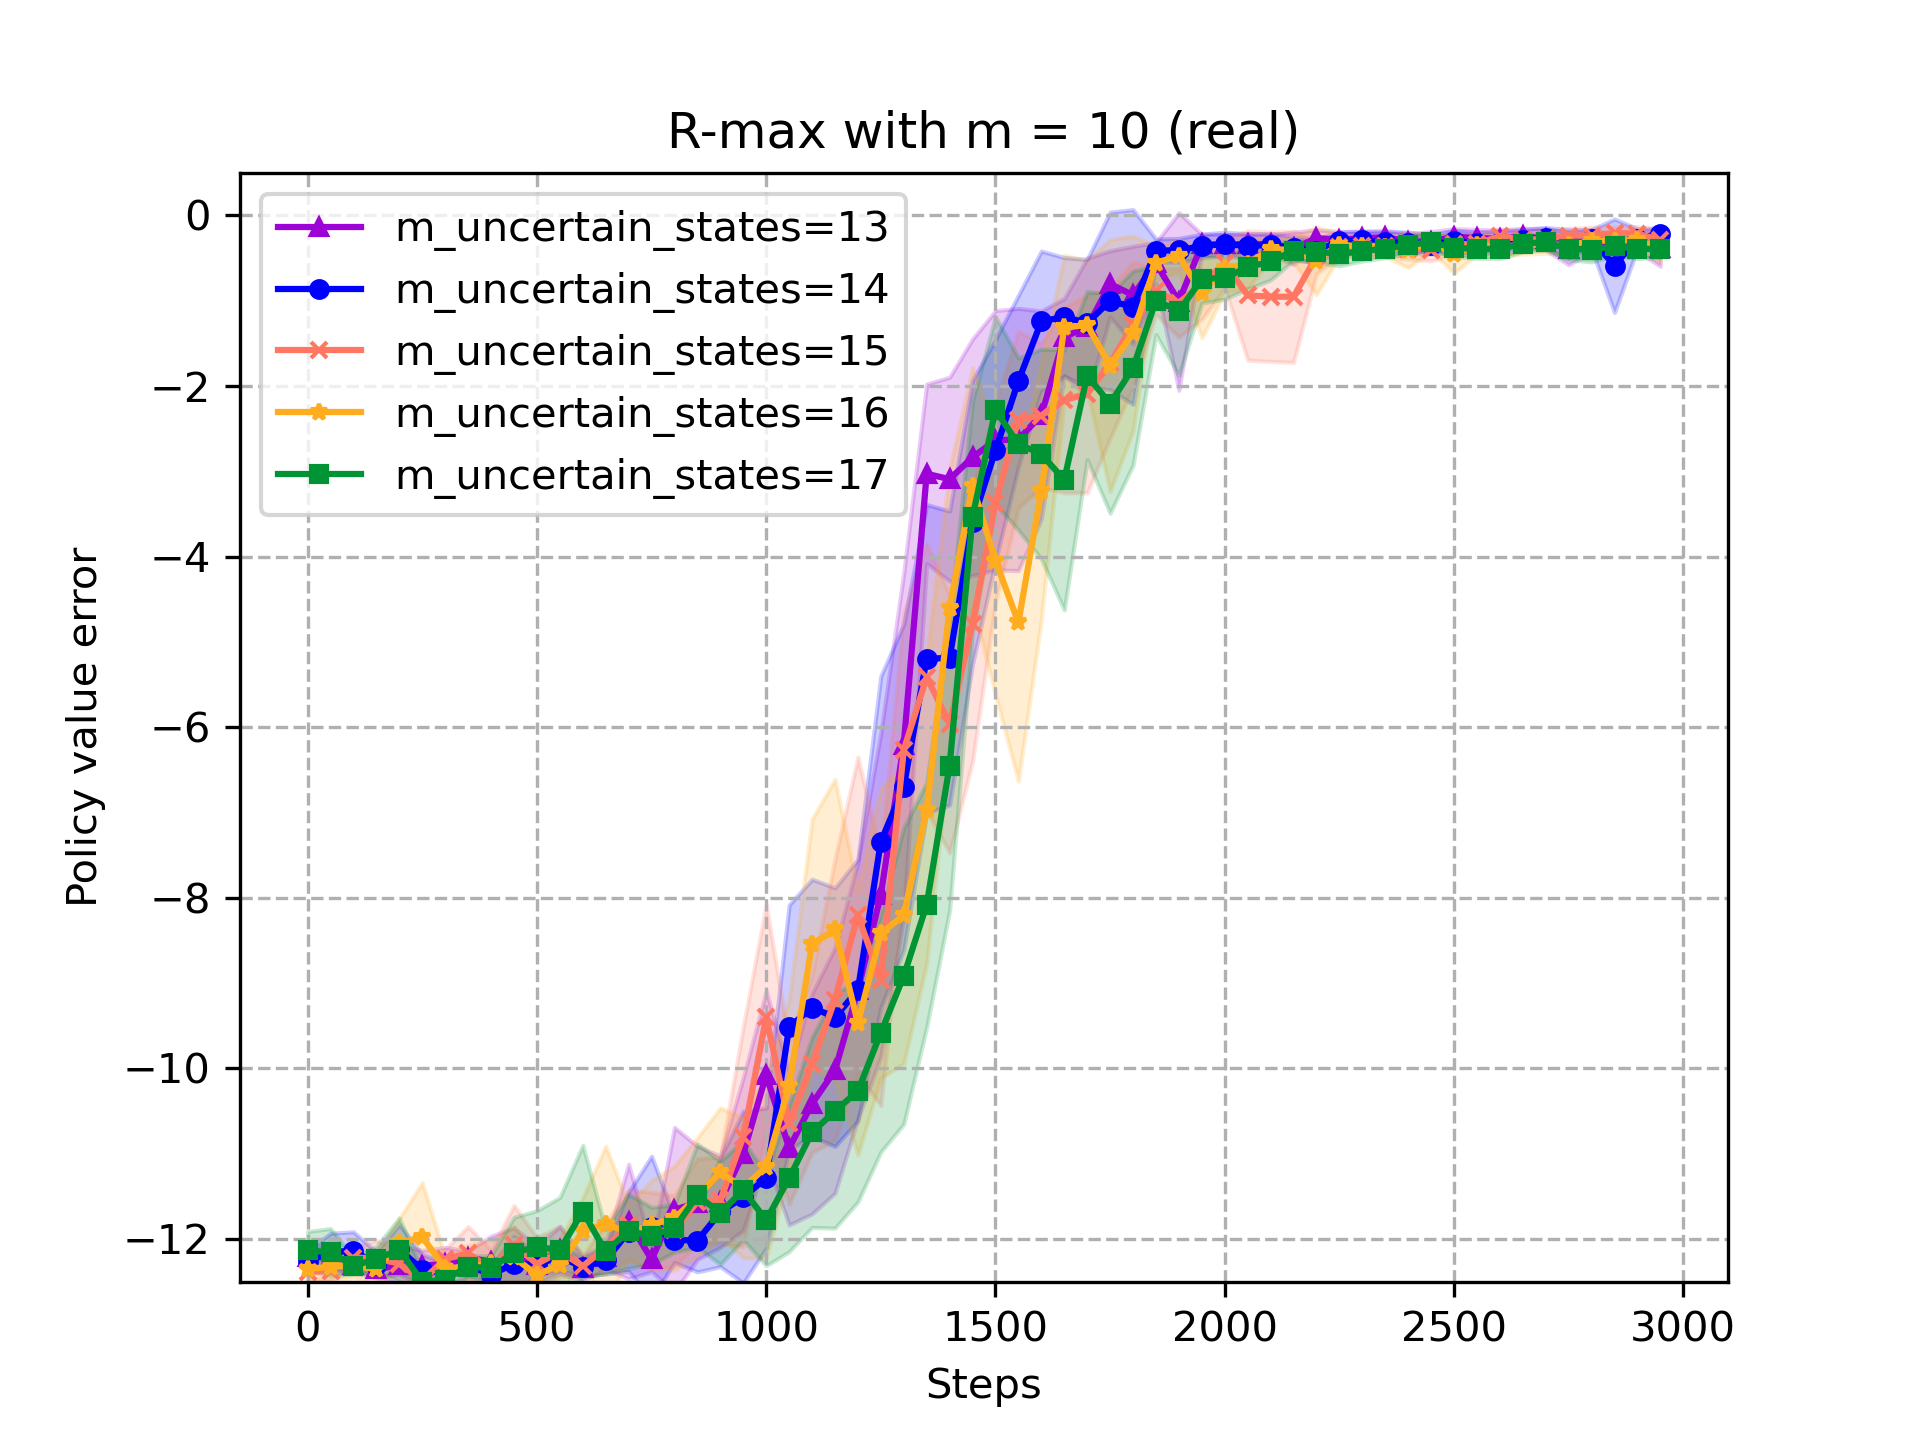 R-max with m = 10 (real)
m_uncertain_states=13
m_uncertain_states=14
m_uncertain_states=15
m_uncertain_states=16
m_uncertain_states=17
Policy value error
0
−2
−4
−6
−8
−10
−12
0 500 1000 1500 2000 2500 3000
Steps